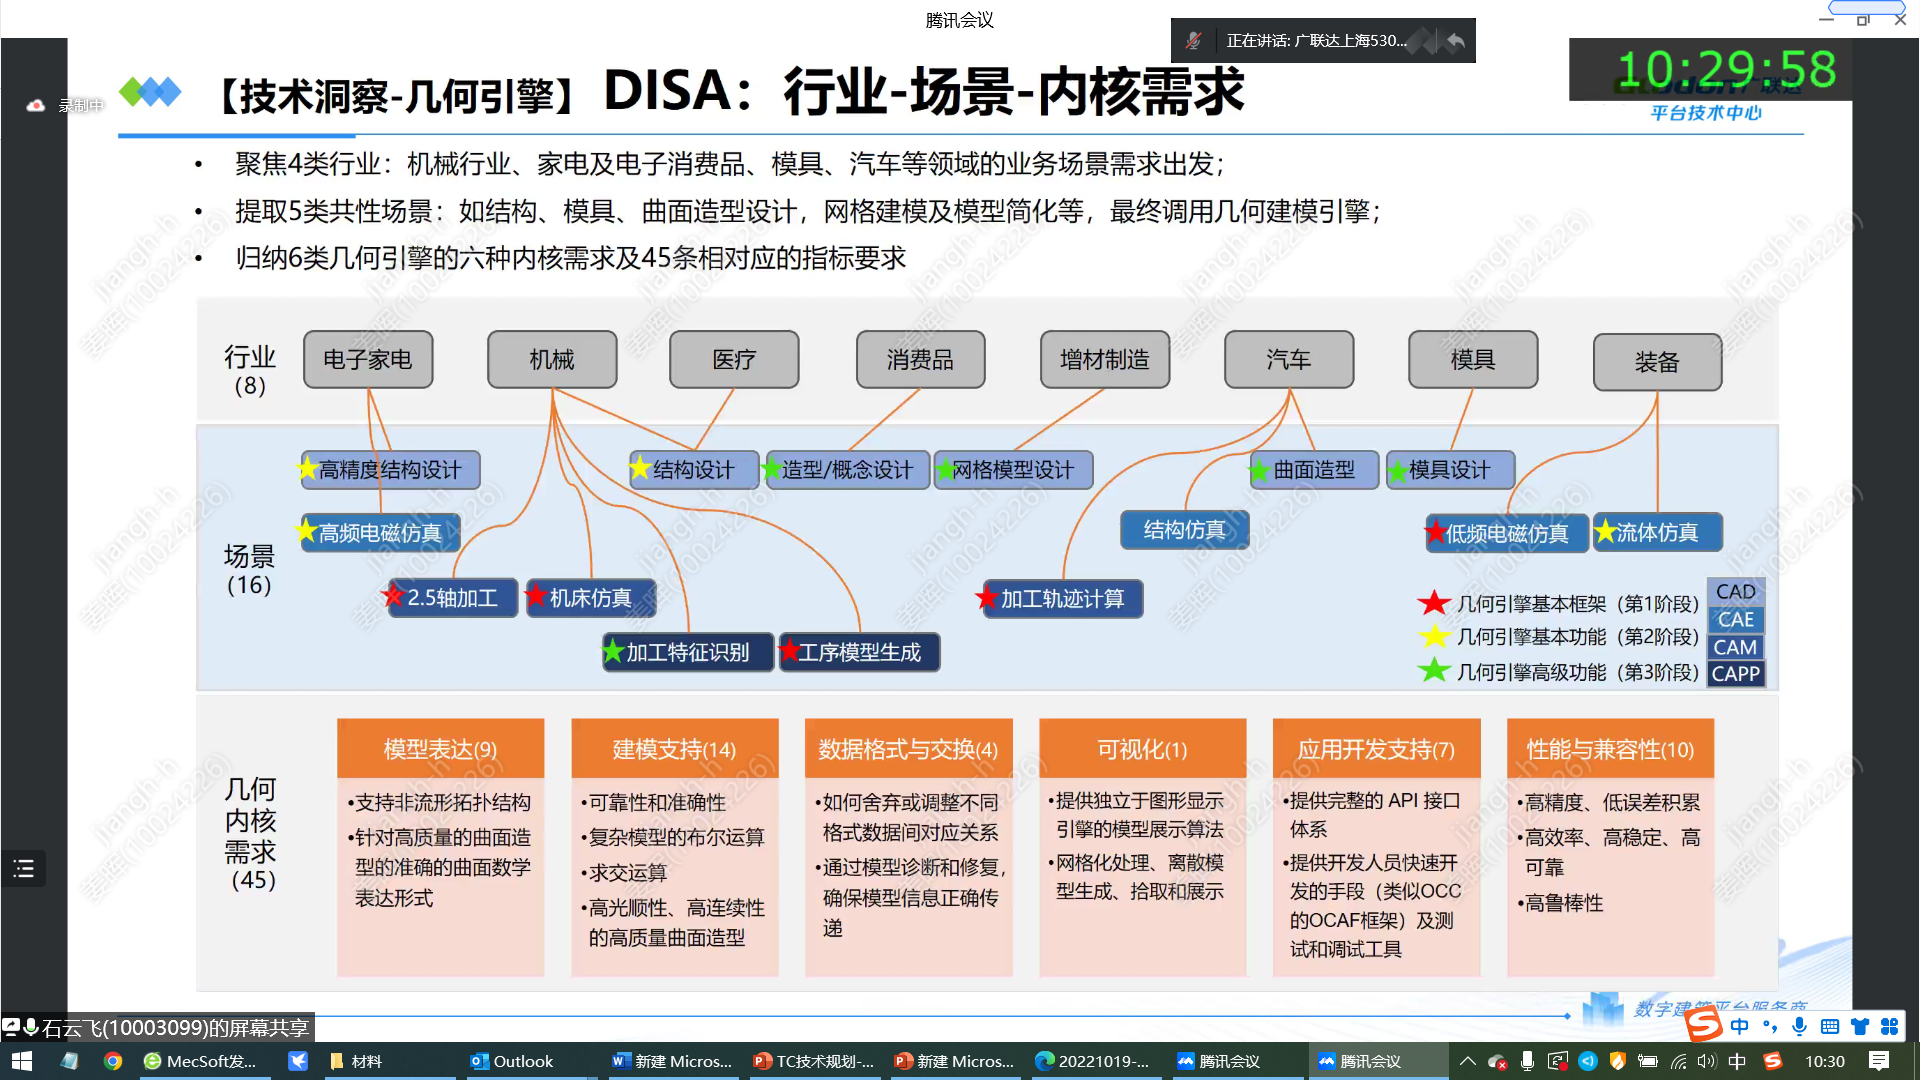 腾讯会议
正在讲话: 广联达上海530...
10:29:58
录制中
【技术洞察-几何引擎】 DISA：行业-场景-内核需求
平台技术中心
• 聚焦4类行业：机械行业、家电及电子消费品、模具、汽车等领域的业务场景需求出发；
• 提取5类共性场景：如结构、模具、曲面造型设计，网格建模及模型简化等，最终调用几何建模引擎；
• 归纳6类几何引擎的六种内核需求及45条相对应的指标要求
行业
(8)
电子家电
机械
医疗
消费品
增材制造
汽车
模具
装备
场景
(16)
高精度结构设计
结构设计
造型/概念设计
网格模型设计
曲面造型
模具设计
高频电磁仿真
结构仿真
低频电磁仿真
流体仿真
2.5轴加工
机床仿真
加工轨迹计算
加工特征识别
工序模型生成
几何引擎基本框架（第1阶段）
几何引擎基本功能（第2阶段）
几何引擎高级功能（第3阶段）
CAD
CAE
CAM
CAPP
几何
内核
需求
(45)
模型表达(9)
•支持非流形拓扑结构
•针对高质量的曲面造
型的准确的曲面数学
表达形式
建模支持(14)
•可靠性和准确性
•复杂模型的布尔运算
•求交运算
•高光顺性、高连续性
的高质量曲面造型
数据格式与交换(4)
•如何舍弃或调整不同
格式数据间对应关系
•通过模型诊断和修复，
确保模型信息正确传
递
可视化(1)
•提供独立于图形显示
引擎的模型展示算法
•网格化处理、离散模
型生成、拾取和展示
应用开发支持(7)
•提供完整的 API 接口
体系
•提供开发人员快速开
发的手段（类似OCC
的OCAF框架）及测
试和调试工具
性能与兼容性(10)
•高精度、低误差积累
•高效率、高稳定、高
可靠
•高鲁棒性
jiangh-h
姜晖(10024226)
数字建筑平台服务商
石云飞(10003099)的屏幕共享
中
MecSoft发...
材料
Outlook
新建 Micros...
TC技术规划-...
新建 Micros...
20221019-...
腾讯会议
腾讯会议
中
10:30